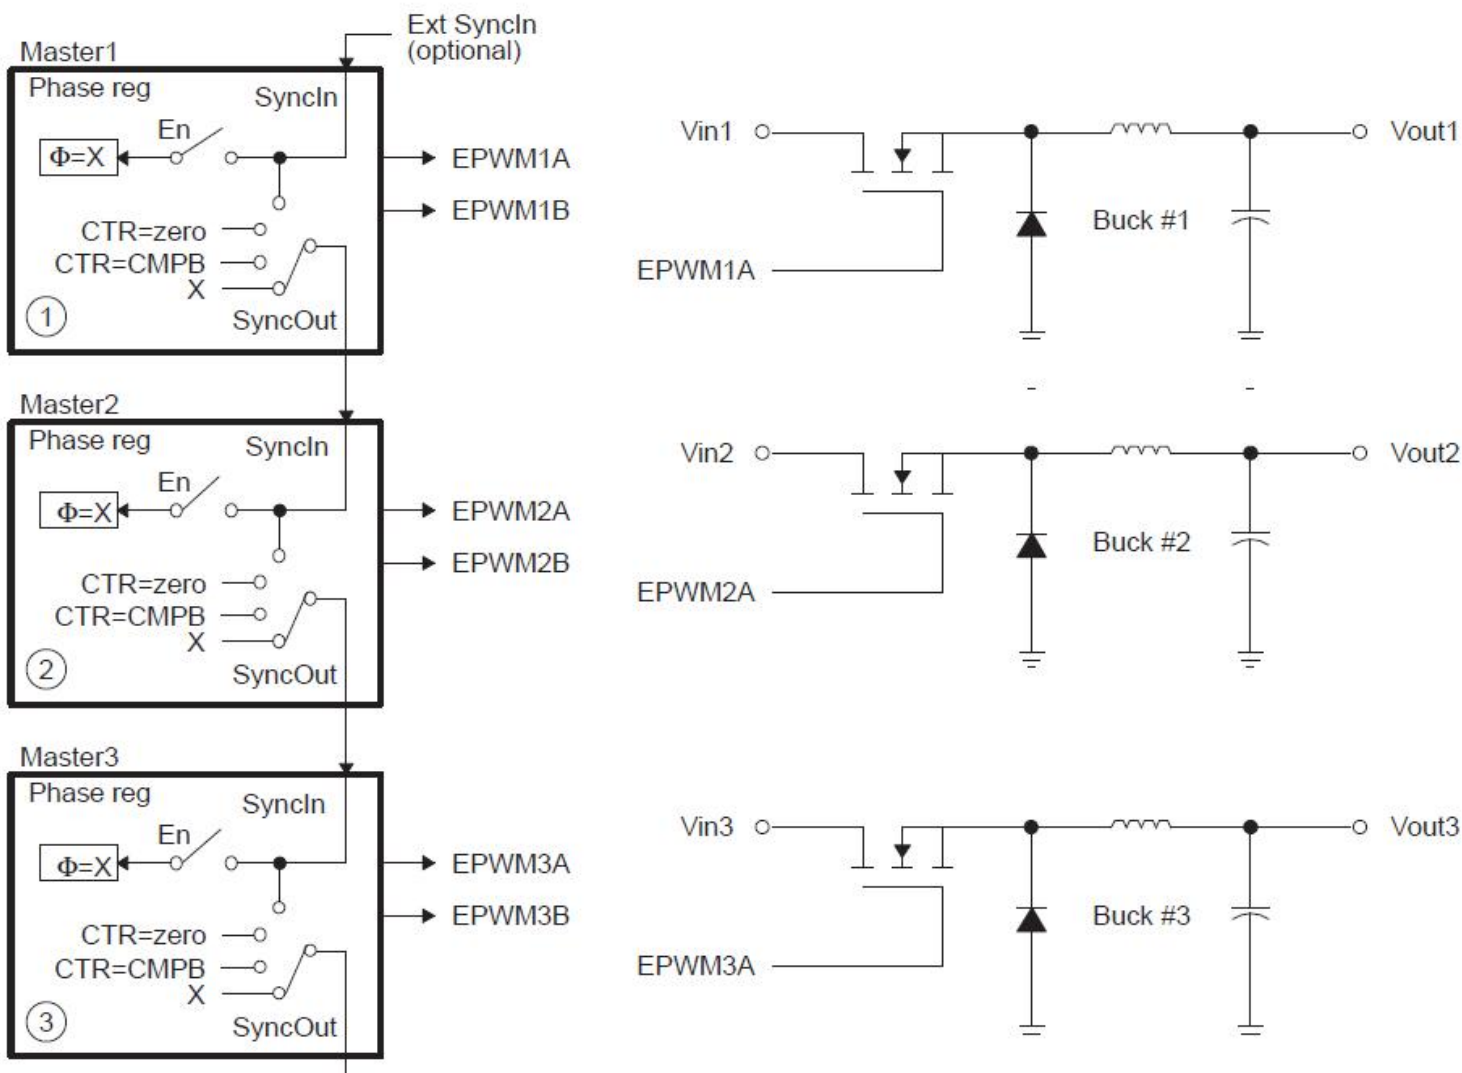 Ext SyncIn
(optional)
Master1
Phase reg
SyncIn
En
Φ=X
EPWM1A
EPWM1B
CTR=zero
CTR=CMPB
X
1
SyncOut
Vin1
Vout1
Buck #1
EPWM1A
Master2
Phase reg
SyncIn
En
Φ=X
EPWM2A
EPWM2B
CTR=zero
CTR=CMPB
X
2
SyncOut
Vin2
Vout2
Buck #2
EPWM2A
Master3
Phase reg
SyncIn
En
Φ=X
EPWM3A
EPWM3B
CTR=zero
CTR=CMPB
X
3
SyncOut
Vin3
Vout3
Buck #3
EPWM3A